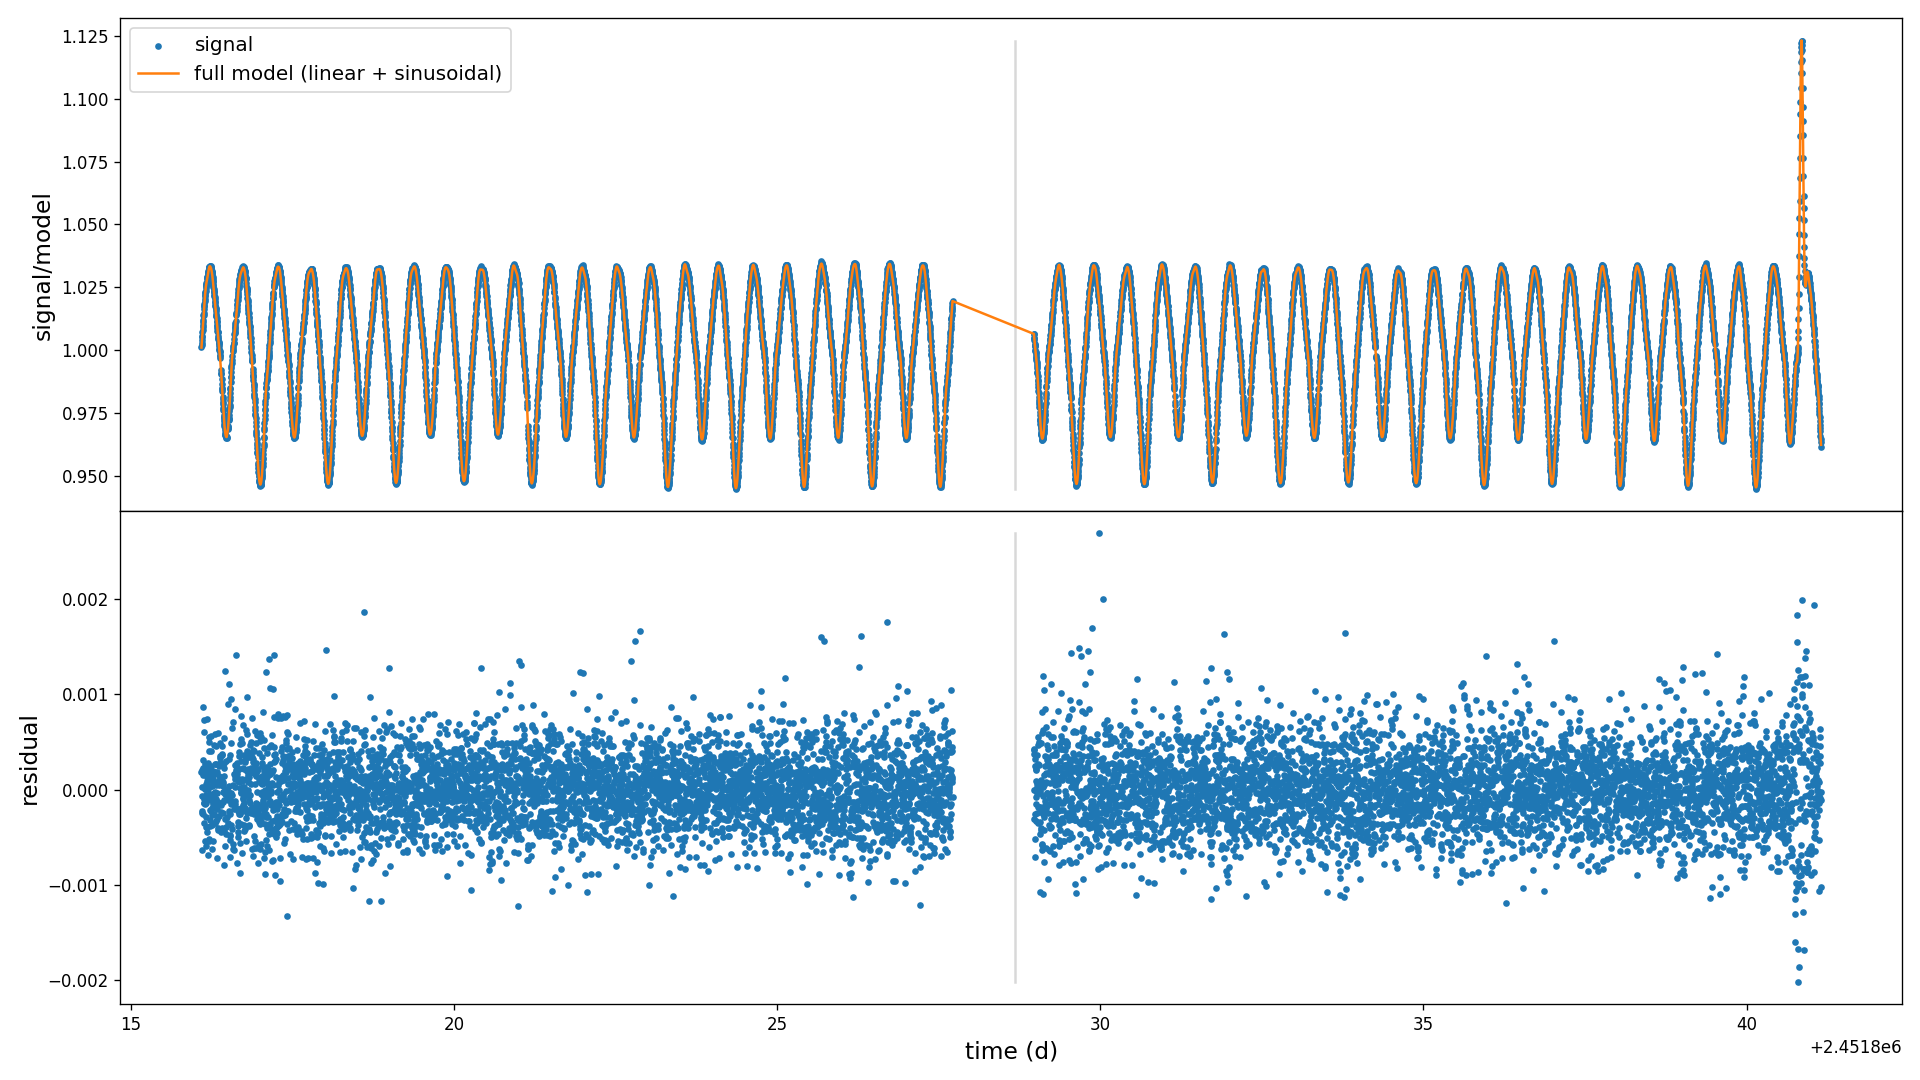 signal
full model (linear + sinusoidal)
signal/model
1.125
1.100
1.075
1.050
1.025
1.000
0.975
0.950
residual
0.002
0.001
0.000
−0.001
−0.002
15 20 25 30 35 40
time (d)
+2.4518e6